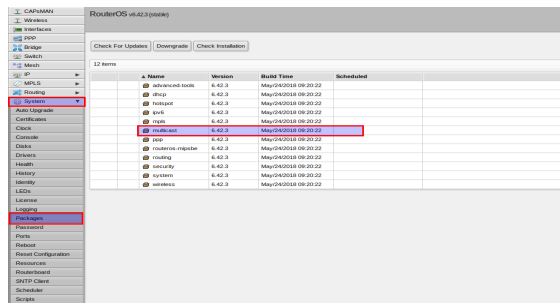 CAPsMAN
Wireless
Interfaces
PPP
Bridge
Switch
Mesh
IP
MPLS
Routing
System
Auto Upgrade
Certificates
Clock
Console
Disks
Drivers
Health
History
Identity
LEDs
License
Logging
Packages
Password
Ports
Reboot
Reset Configuration
Resources
Routerboard
SNTP Client
Scheduler
Scripts
RouterOS v6.42.3 (stable)
Check For Updates Downgrade Check Installation
12 items
▲ Name Version Build Time Scheduled
advanced-tools 6.42.3 May/24/2018 09:20:22
dhcp 6.42.3 May/24/2018 09:20:22
hotspot 6.42.3 May/24/2018 09:20:22
ipv6 6.42.3 May/24/2018 09:20:22
mpls 6.42.3 May/24/2018 09:20:22
multicast 6.42.3 May/24/2018 09:20:22
ppp 6.42.3 May/24/2018 09:20:22
routeros-mipsbe 6.42.3 May/24/2018 09:20:22
routing 6.42.3 May/24/2018 09:20:22
security 6.42.3 May/24/2018 09:20:22
system 6.42.3 May/24/2018 09:20:22
wireless 6.42.3 May/24/2018 09:20:22